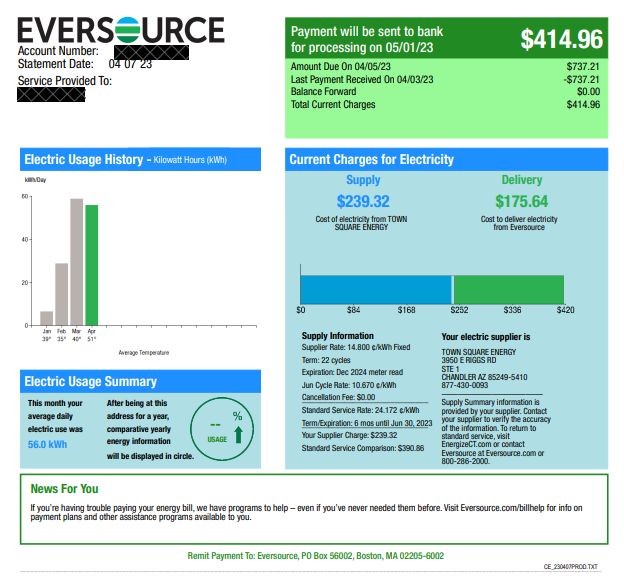 EVERSOURCE
Account Number:
Statement Date: 04 07 23
Service Provided To:
Payment will be sent to bank
for processing on 05/01/23
$414.96
Amount Due On 04/05/23 $737.21
Last Payment Received On 04/03/23 -$737.21
Balance Forward $0.00
Total Current Charges $414.96
Electric Usage History - Kilowatt Hours (kWh)
kWh/Day
60
40
20
0
Jan Feb Mar Apr
39° 35° 40° 51°
Average Temperature
Electric Usage Summary
This month your
average daily
electric use was
56.0 kWh
After being at this
address for a year,
comparative yearly
energy information
will be displayed in circle.
-- %
USAGE
Current Charges for Electricity
Supply
$239.32
Cost of electricity from TOWN
SQUARE ENERGY
Delivery
$175.64
Cost to deliver electricity
from Eversource
$0 $84 $168 $252 $336 $420
Supply Information
Supplier Rate: 14.800 ¢/kWh Fixed
Term: 22 cycles
Expiration: Dec 2024 meter read
Jun Cycle Rate: 10.670 ¢/kWh
Cancellation Fee: $0.00
Standard Service Rate: 24.172 ¢/kWh
Term/Expiration: 6 mos until Jun 30, 2023
Your Supplier Charge: $239.32
Standard Service Comparison: $390.86
Your electric supplier is
TOWN SQUARE ENERGY
3950 E RIGGS RD
STE 1
CHANDLER AZ 85249-5410
877-430-0093
Supply Summary information is
provided by your supplier. Contact
your supplier to verify the accuracy
of the information. To return to
standard service, visit
EnergizeCT.com or contact
Eversource at Eversource.com or
800-286-2000.
News For You
If you're having trouble paying your energy bill, we have programs to help – even if you've never needed them before. Visit Eversource.com/billhelp for info on
payment plans and other assistance programs available to you.
Remit Payment To: Eversource, PO Box 56002, Boston, MA 02205-6002
CE_230407PROD.TXT